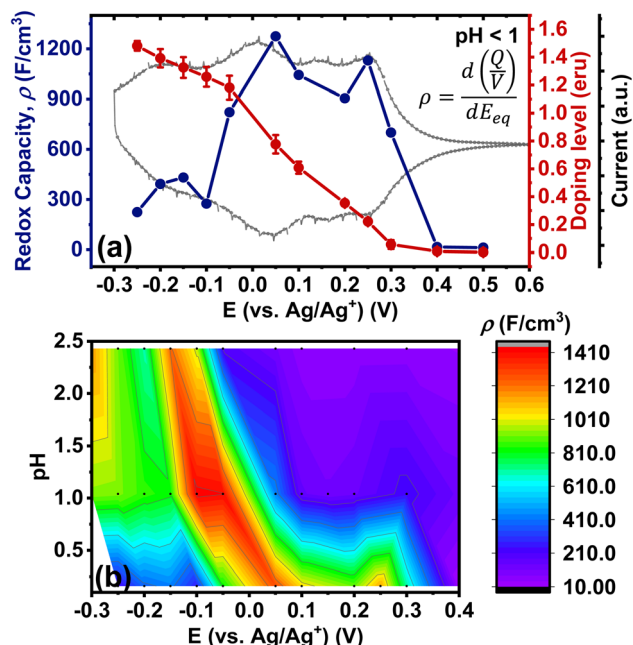 pH < 1
ρ = d(Q/V)/dE_eq
Redox Capacity, ρ (F/cm³)
1200
900
600
300
0
Doping level (eru)
1.6
1.4
1.2
1.0
0.8
0.6
0.4
0.2
0.0
Current (a.u.)
(a)
-0.3 -0.2 -0.1 0.0 0.1 0.2 0.3 0.4 0.5 0.6
E (vs. Ag/Ag⁺) (V)
pH
2.5
2.0
1.5
1.0
0.5
(b)
-0.3 -0.2 -0.1 0.0 0.1 0.2 0.3 0.4
E (vs. Ag/Ag⁺) (V)
ρ (F/cm³)
1410
1210
1010
810.0
610.0
410.0
210.0
10.00